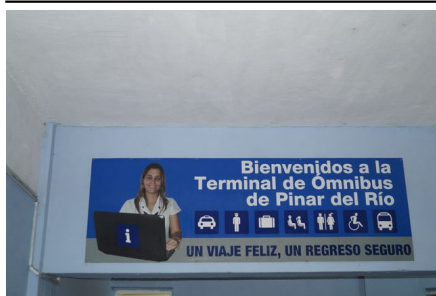 Bienvenidos a la
Terminal de Ómnibus
de Pinar del Río
i
UN VIAJE FELIZ, UN REGRESO SEGURO